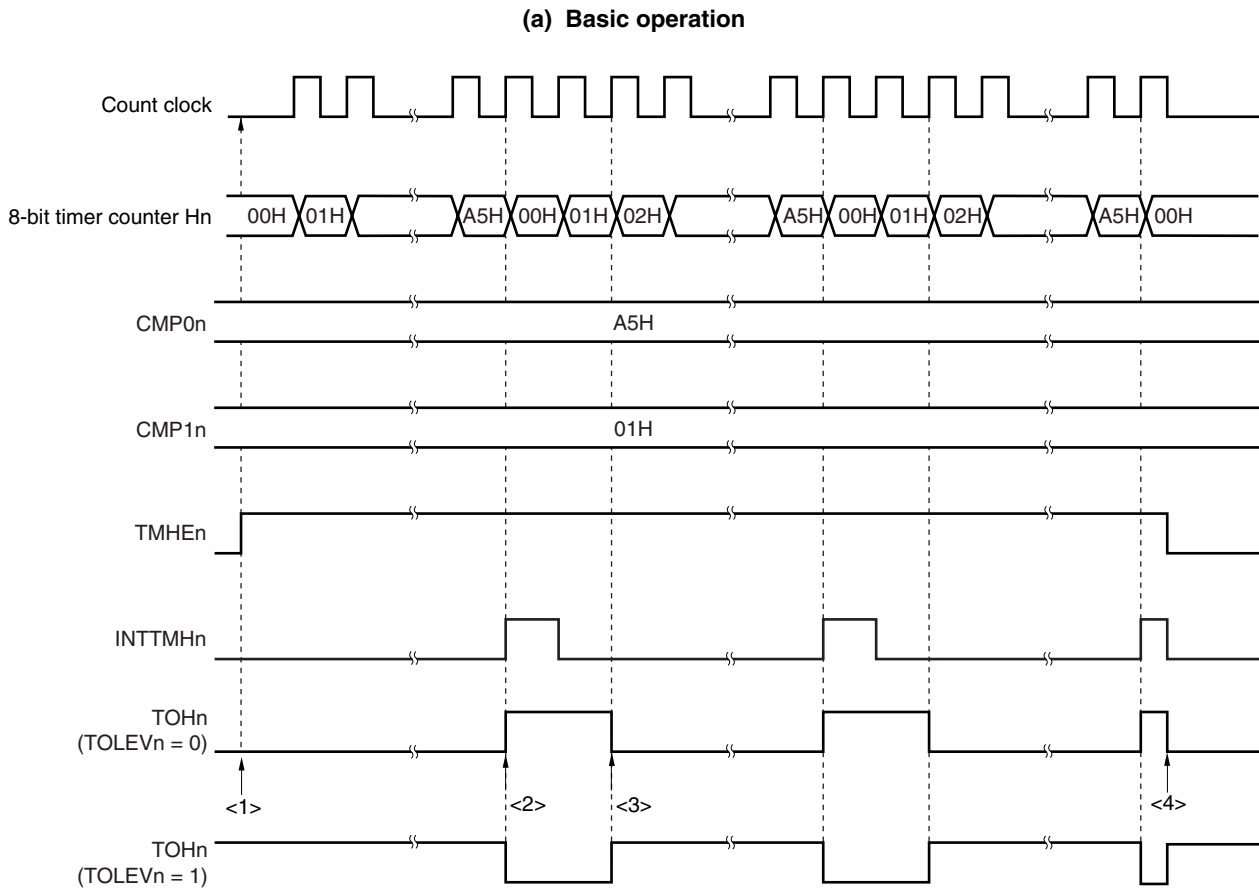 (a) Basic operation
Count clock
8-bit timer counter Hn
00H 01H A5H 00H 01H 02H A5H 00H 01H 02H A5H 00H
CMP0n
A5H
CMP1n
01H
TMHEn
INTTMHn
TOHn
(TOLEVn = 0)
<1> <2> <3> <4>
TOHn
(TOLEVn = 1)